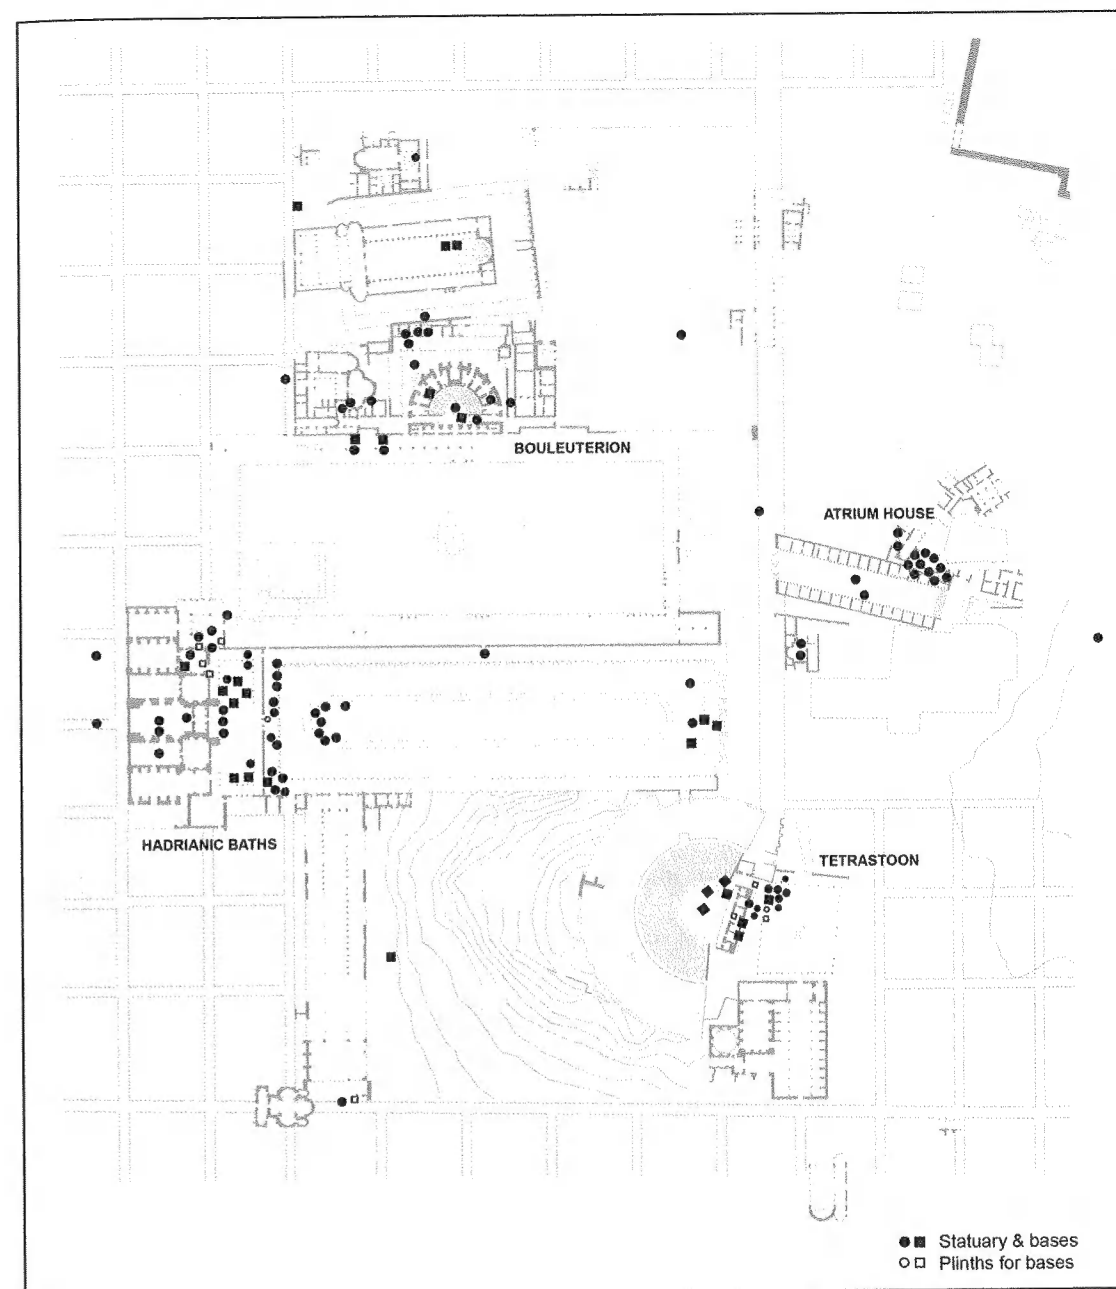 BOULEUTERION
ATRIUM HOUSE
HADRIANIC BATHS
TETRASTOON
Statuary & bases
Plinths for bases